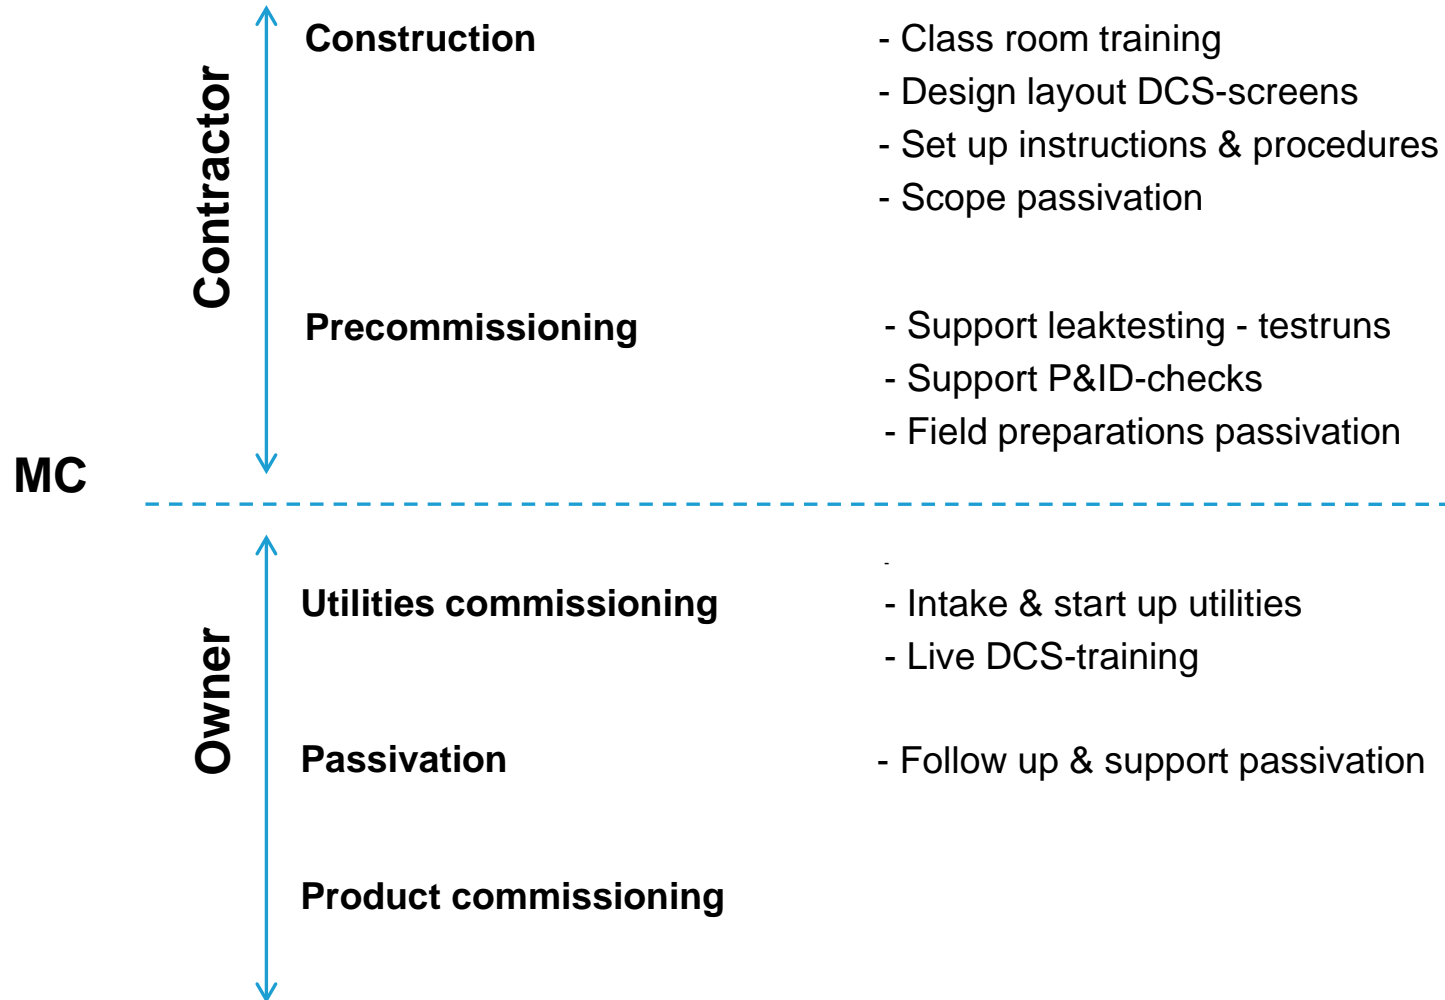 Contractor
Construction
- Class room training
- Design layout DCS-screens
- Set up instructions & procedures
- Scope passivation
Precommissioning
- Support leaktesting - testruns
- Support P&ID-checks
- Field preparations passivation
MC
Owner
-
Utilities commissioning
- Intake & start up utilities
- Live DCS-training
Passivation
- Follow up & support passivation
Product commissioning